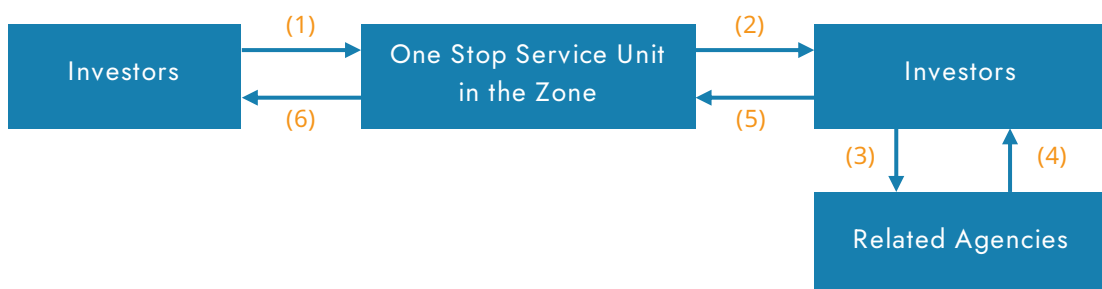 (1)
(2)
Investors
One Stop Service Unit
in the Zone
Investors
(6)
(5)
(3)
(4)
Related Agencies